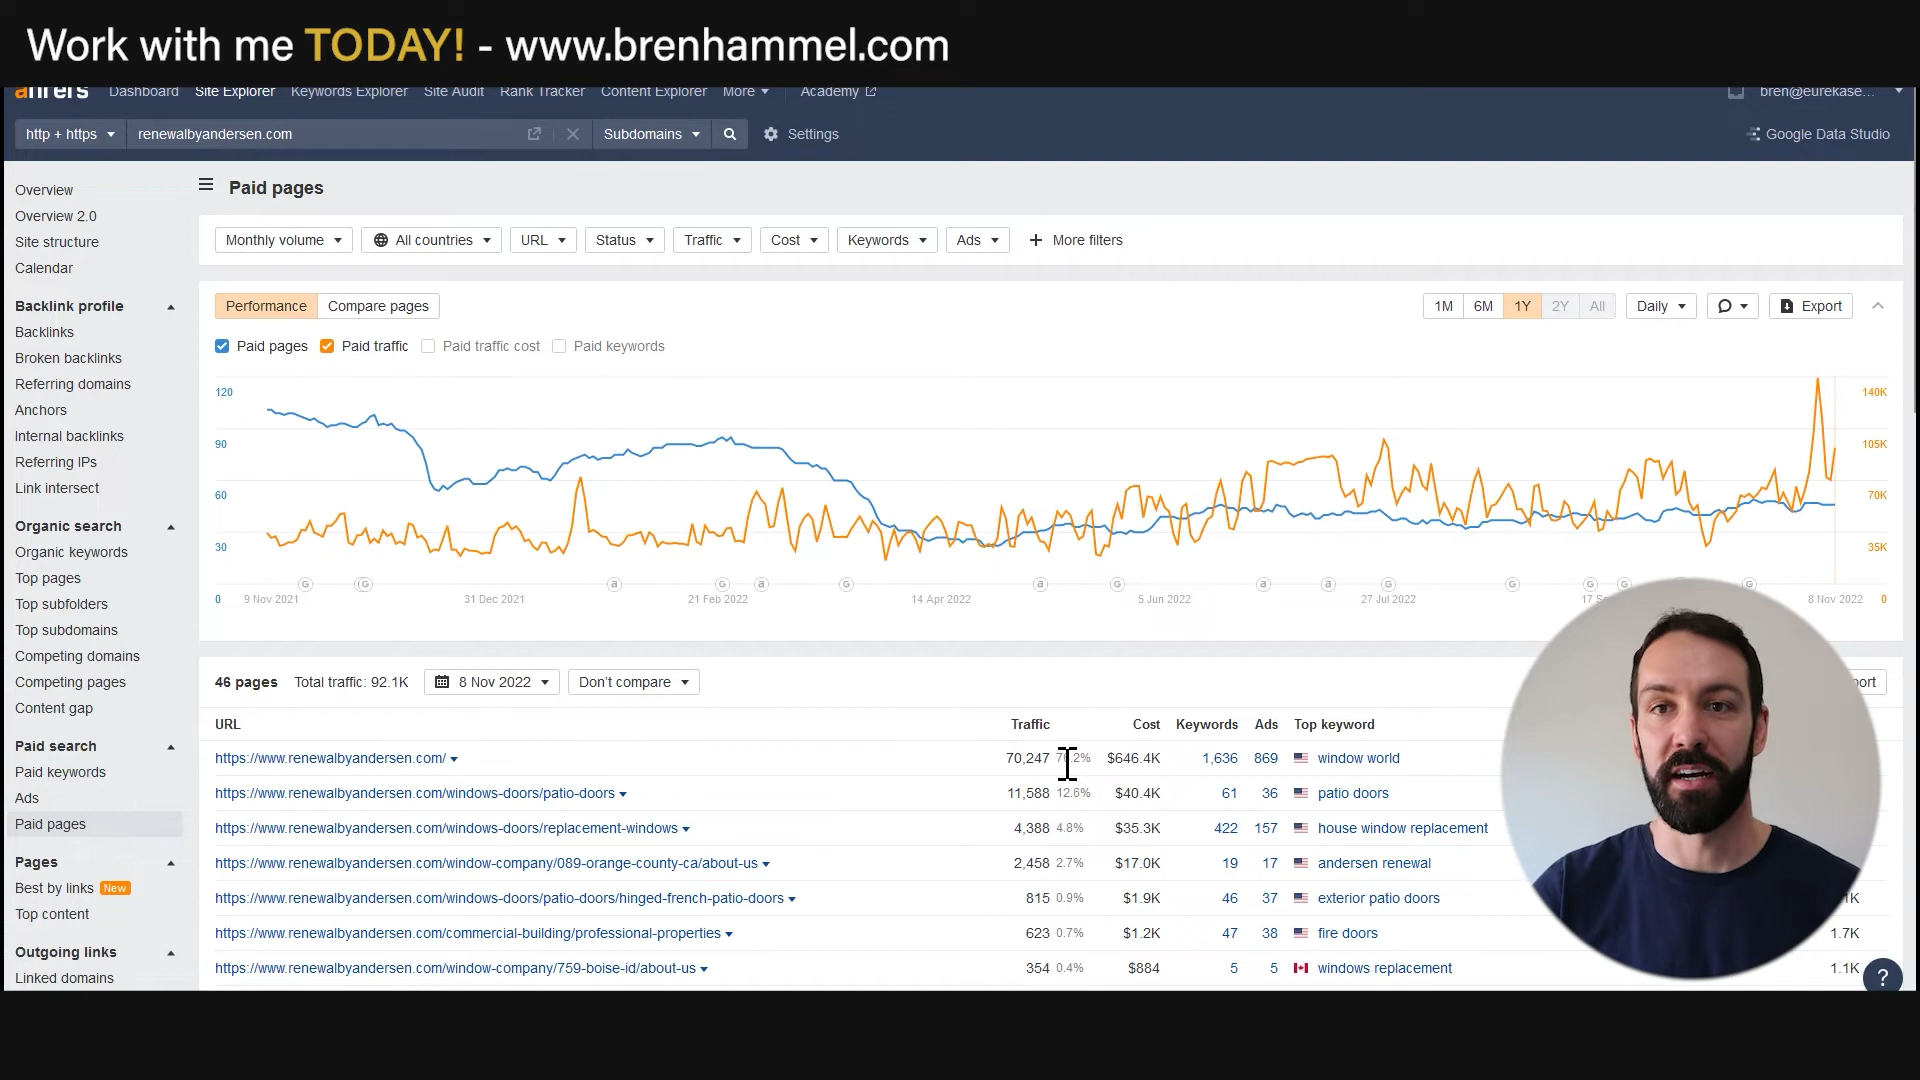 Work with me TODAY! - www.brenhammel.com
ahrefs Dashboard Site Explorer Keywords Explorer Site Audit Rank Tracker Content Explorer More Academy bren@eurekase...
http + https renewalbyandersen.com Subdomains Settings Google Data Studio
Overview
Overview 2.0
Site structure
Calendar
Backlink profile
Backlinks
Broken backlinks
Referring domains
Anchors
Internal backlinks
Referring IPs
Link intersect
Organic search
Organic keywords
Top pages
Top subfolders
Top subdomains
Competing domains
Competing pages
Content gap
Paid search
Paid keywords
Ads
Paid pages
Pages
Best by links New
Top content
Outgoing links
Linked domains
Paid pages
Monthly volume All countries URL Status Traffic Cost Keywords Ads + More filters
Performance Compare pages 1M 6M 1Y 2Y All Daily Export
Paid pages Paid traffic Paid traffic cost Paid keywords
120 140K
90 105K
60 70K
30 35K
G G a G a G a G a a G G G G G
0 9 Nov 2021 31 Dec 2021 21 Feb 2022 14 Apr 2022 5 Jun 2022 27 Jul 2022 17 8 Nov 2022 0
46 pages Total traffic: 92.1K 8 Nov 2022 Don't compare
URL Traffic Cost Keywords Ads Top keyword
https://www.renewalbyandersen.com/ 70,247 $646.4K 1,636 869 window world
https://www.renewalbyandersen.com/windows-doors/patio-doors 11,588 12.6% $40.4K 61 36 patio doors
https://www.renewalbyandersen.com/windows-doors/replacement-windows 4,388 4.8% $35.3K 422 157 house window replacement
https://www.renewalbyandersen.com/window-company/089-orange-county-ca/about-us 2,458 2.7% $17.0K 19 17 andersen renewal
https://www.renewalbyandersen.com/windows-doors/patio-doors/hinged-french-patio-doors 815 0.9% $1.9K 46 37 exterior patio doors
https://www.renewalbyandersen.com/commercial-building/professional-properties 623 0.7% $1.2K 47 38 fire doors 1.7K
https://www.renewalbyandersen.com/window-company/759-boise-id/about-us 354 0.4% $884 5 5 windows replacement 1.1K
?